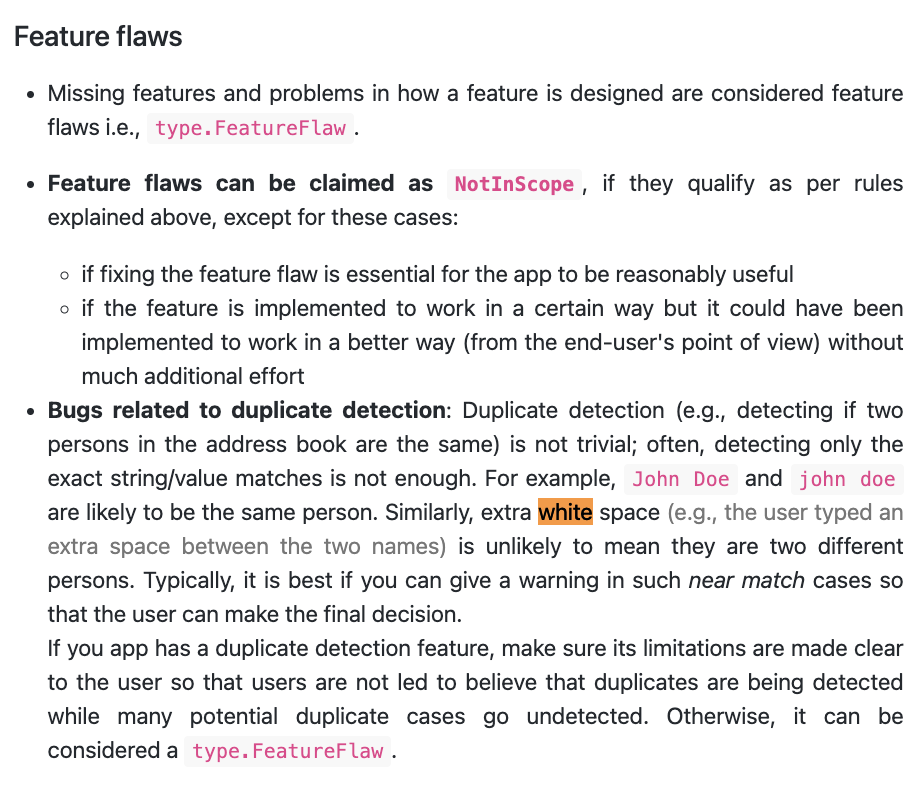 Feature flaws
• Missing features and problems in how a feature is designed are considered feature
flaws i.e., type.FeatureFlaw .
• Feature flaws can be claimed as NotInScope , if they qualify as per rules
explained above, except for these cases:
◦ if fixing the feature flaw is essential for the app to be reasonably useful
◦ if the feature is implemented to work in a certain way but it could have been
implemented to work in a better way (from the end-user's point of view) without
much additional effort
• Bugs related to duplicate detection: Duplicate detection (e.g., detecting if two
persons in the address book are the same) is not trivial; often, detecting only the
exact string/value matches is not enough. For example, John Doe and john doe
are likely to be the same person. Similarly, extra white space (e.g., the user typed an
extra space between the two names) is unlikely to mean they are two different
persons. Typically, it is best if you can give a warning in such near match cases so
that the user can make the final decision.
If you app has a duplicate detection feature, make sure its limitations are made clear
to the user so that users are not led to believe that duplicates are being detected
while many potential duplicate cases go undetected. Otherwise, it can be
considered a type.FeatureFlaw .